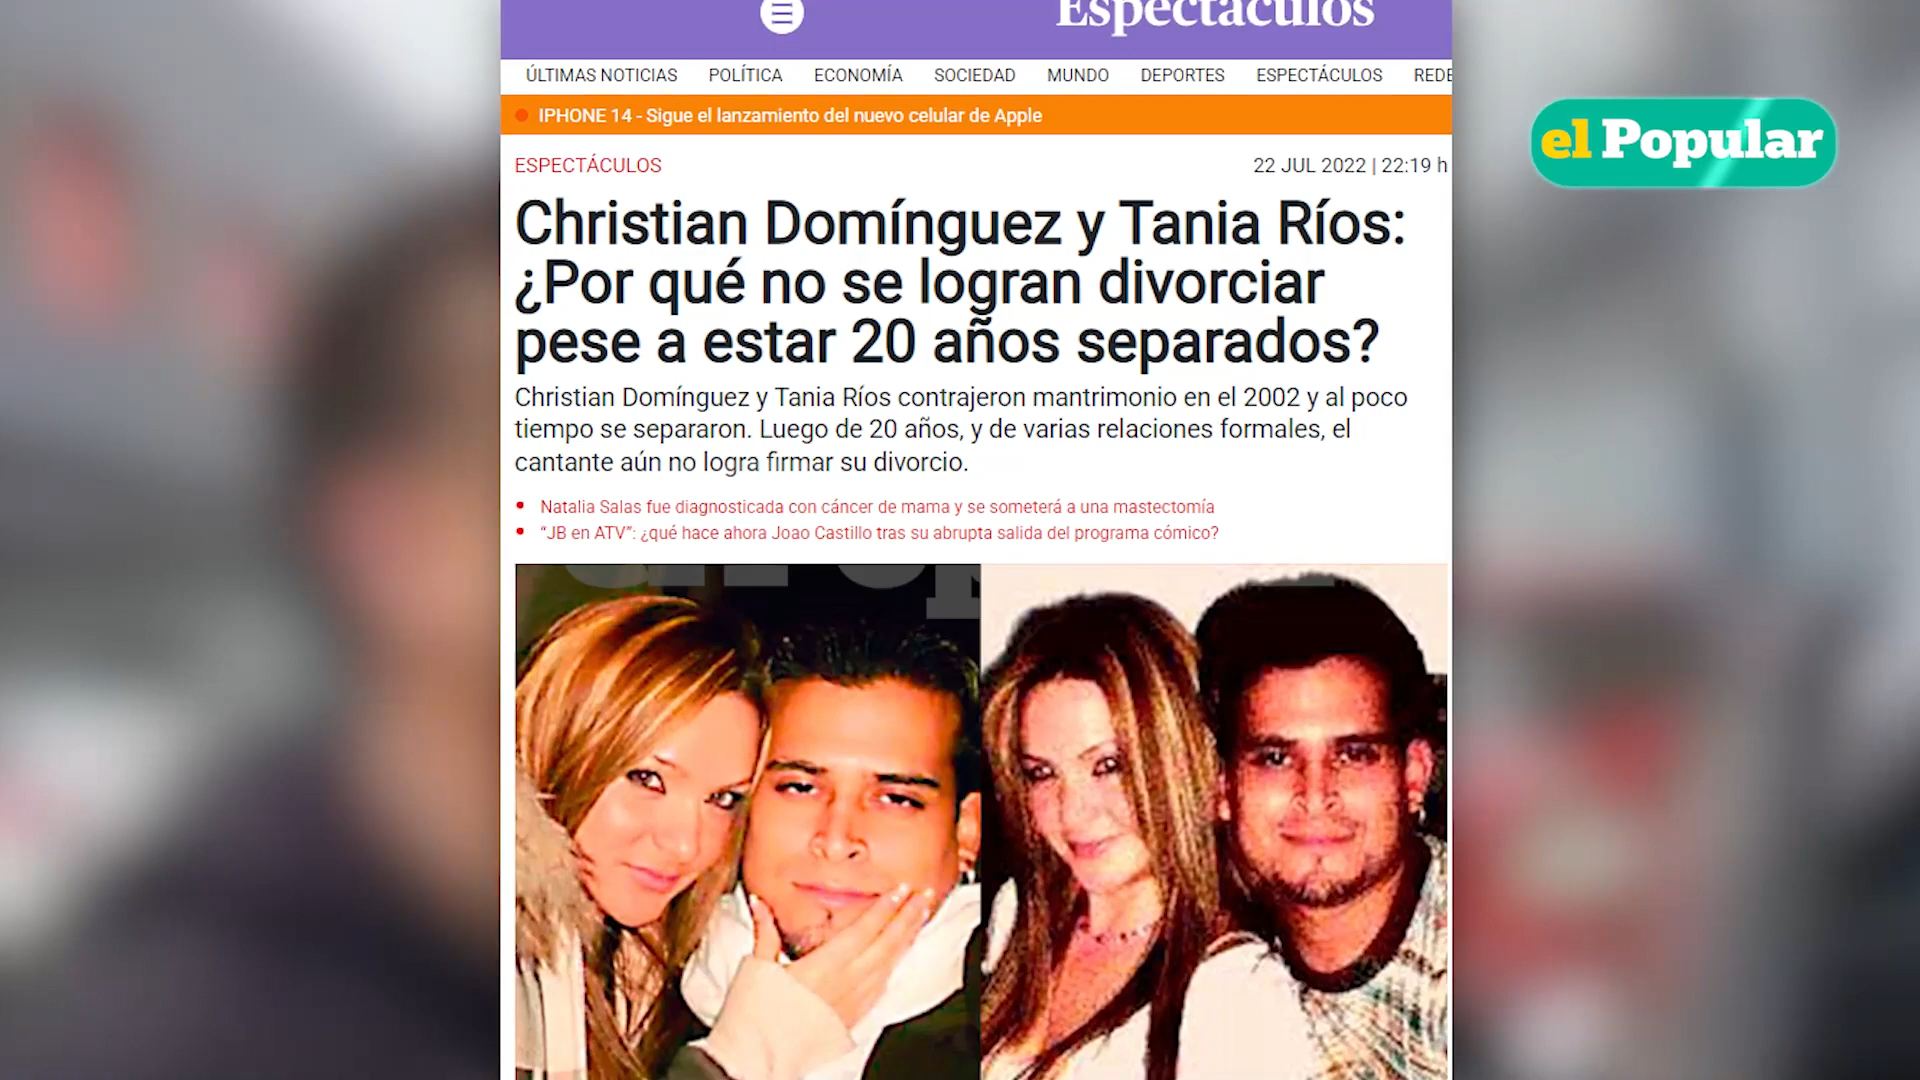 Espectáculos
ÚLTIMAS NOTICIAS POLÍTICA ECONOMÍA SOCIEDAD MUNDO DEPORTES ESPECTÁCULOS REDE
IPHONE 14 - Sigue el lanzamiento del nuevo celular de Apple
el Popular
ESPECTÁCULOS 22 JUL 2022 | 22:19 h
Christian Domínguez y Tania Ríos:
¿Por qué no se logran divorciar
pese a estar 20 años separados?
Christian Domínguez y Tania Ríos contrajeron mantrimonio en el 2002 y al poco
tiempo se separaron. Luego de 20 años, y de varias relaciones formales, el
cantante aún no logra firmar su divorcio.
Natalia Salas fue diagnosticada con cáncer de mama y se someterá a una mastectomía
“JB en ATV”: ¿qué hace ahora Joao Castillo tras su abrupta salida del programa cómico?